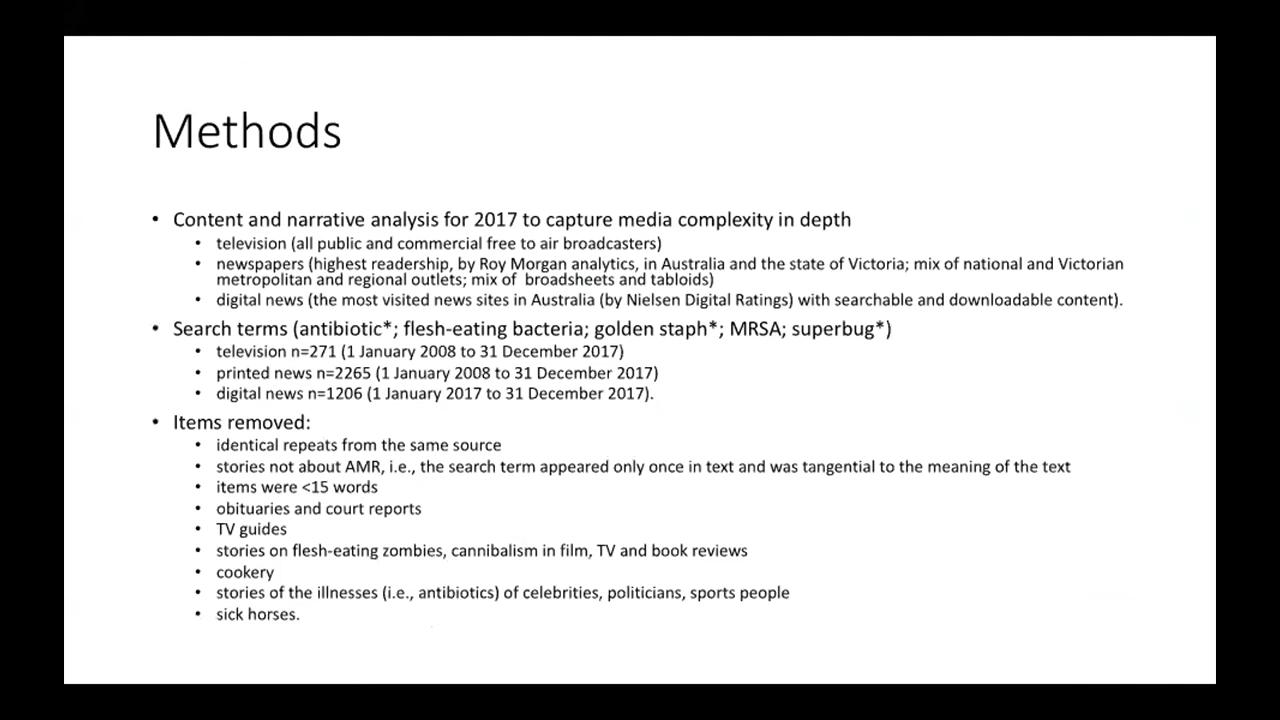 Methods
• Content and narrative analysis for 2017 to capture media complexity in depth
• television (all public and commercial free to air broadcasters)
• newspapers (highest readership, by Roy Morgan analytics, in Australia and the state of Victoria; mix of national and Victorian
metropolitan and regional outlets; mix of broadsheets and tabloids)
• digital news (the most visited news sites in Australia (by Nielsen Digital Ratings) with searchable and downloadable content).
• Search terms (antibiotic*; flesh-eating bacteria; golden staph*; MRSA; superbug*)
• television n=271 (1 January 2008 to 31 December 2017)
• printed news n=2265 (1 January 2008 to 31 December 2017)
• digital news n=1206 (1 January 2017 to 31 December 2017).
• Items removed:
• identical repeats from the same source
• stories not about AMR, i.e., the search term appeared only once in text and was tangential to the meaning of the text
• items were <15 words
• obituaries and court reports
• TV guides
• stories on flesh-eating zombies, cannibalism in film, TV and book reviews
• cookery
• stories of the illnesses (i.e., antibiotics) of celebrities, politicians, sports people
• sick horses.